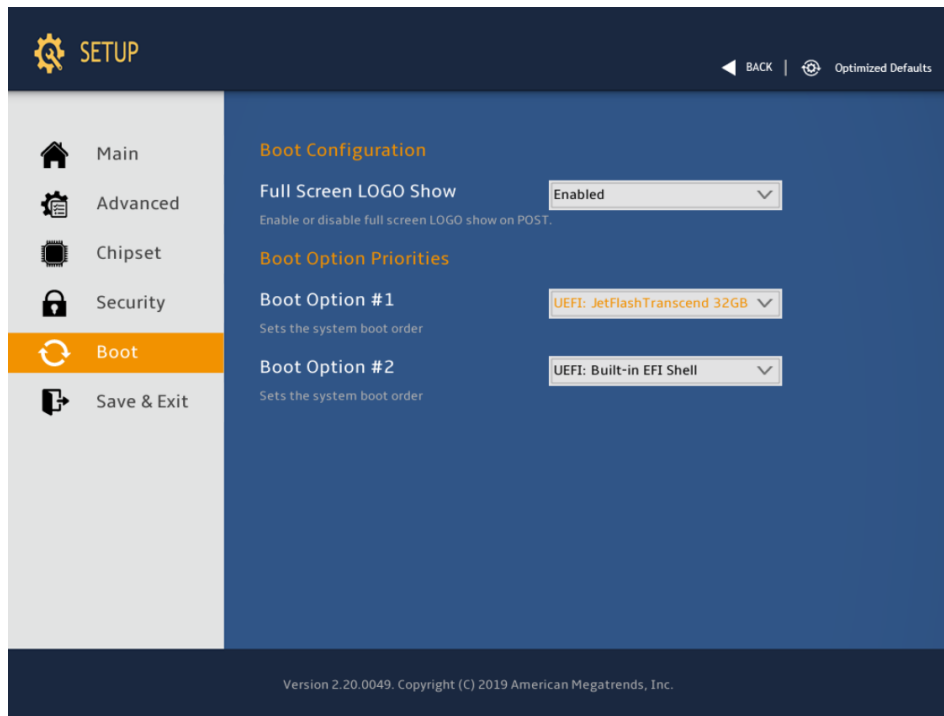 SETUP
BACK | Optimized Defaults
Main
Advanced
Chipset
Security
Boot
Save & Exit
Boot Configuration
Full Screen LOGO Show
Enabled
Enable or disable full screen LOGO show on POST.
Boot Option Priorities
Boot Option #1
UEFI: JetFlashTranscend 32GB
Sets the system boot order
Boot Option #2
UEFI: Built-in EFI Shell
Sets the system boot order
Version 2.20.0049. Copyright (C) 2019 American Megatrends, Inc.